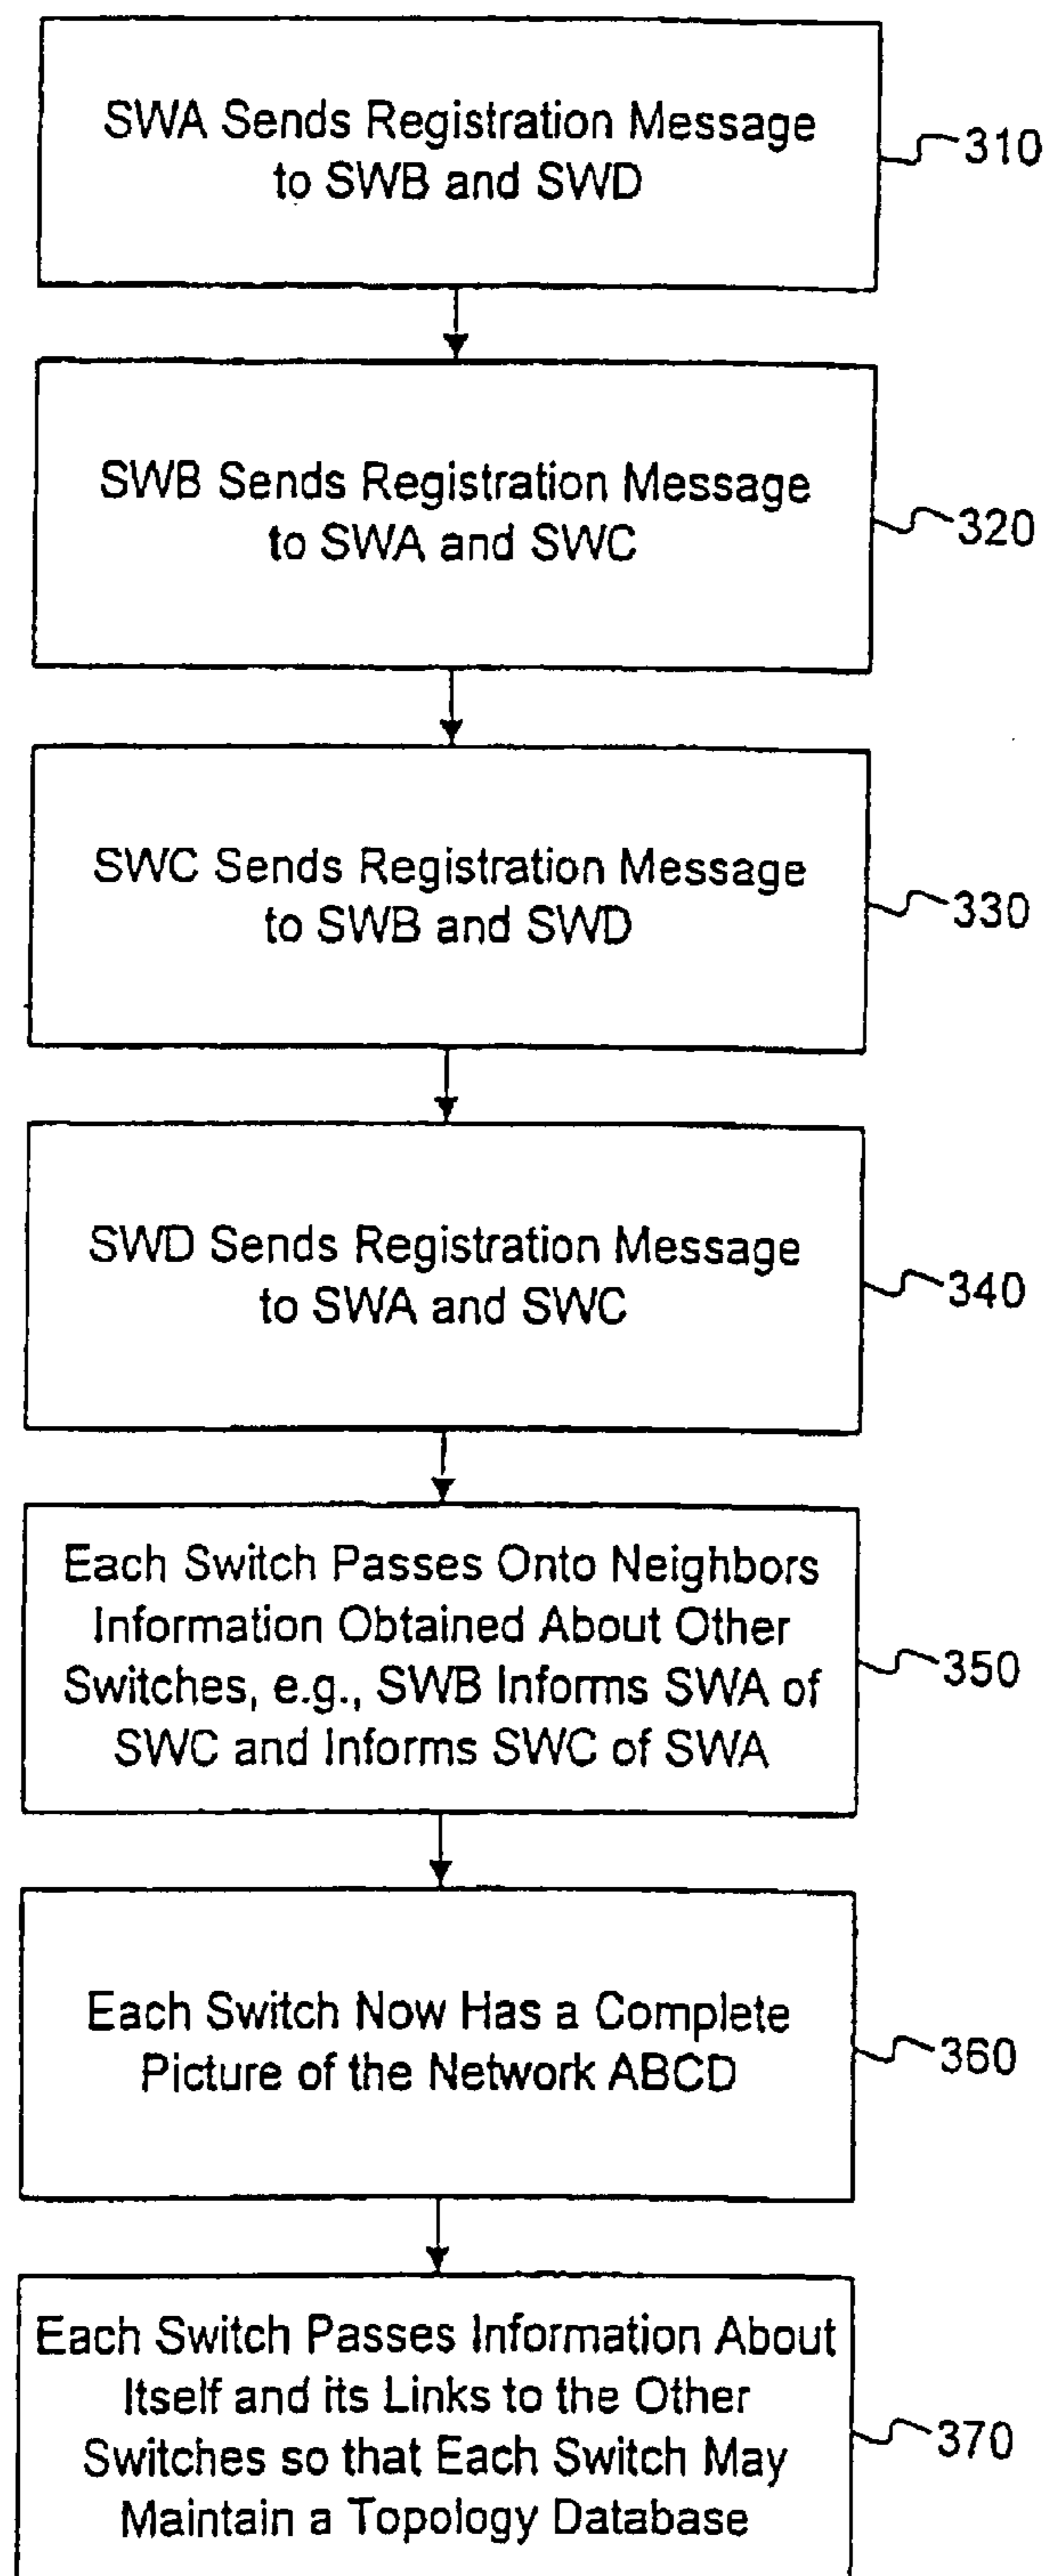 SWA Sends Registration Message
to SWB and SWD
310
SWB Sends Registration Message
to SWA and SWC
320
SWC Sends Registration Message
to SWB and SWD
330
SWD Sends Registration Message
to SWA and SWC
340
Each Switch Passes Onto Neighbors
Information Obtained About Other
Switches, e.g., SWB Informs SWA of
SWC and Informs SWC of SWA
350
Each Switch Now Has a Complete
Picture of the Network ABCD
360
Each Switch Passes Information About
Itself and its Links to the Other
Switches so that Each Switch May
Maintain a Topology Database
370